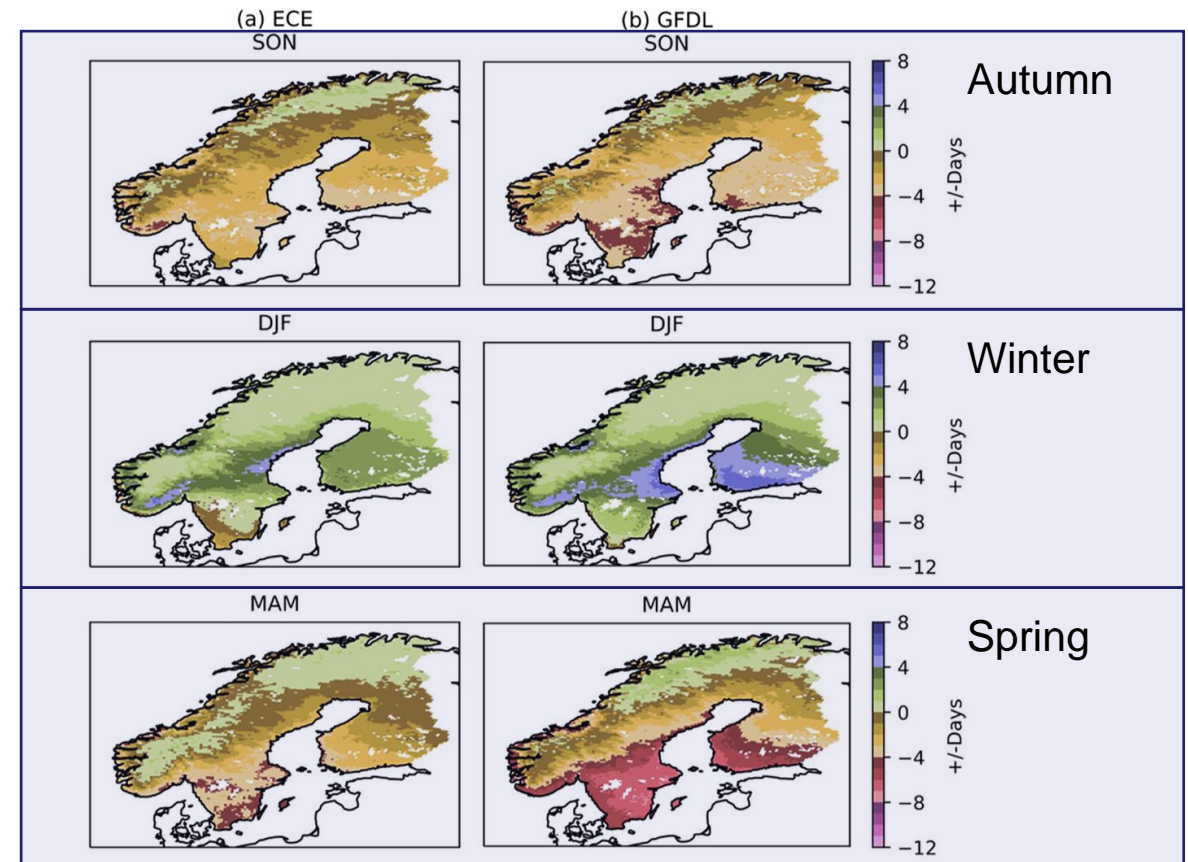 (a) ECE
(b) GFDL
SON
SON
8
4
0
−4
−8
−12
+/-Days
Autumn
DJF
DJF
8
4
0
−4
−8
−12
+/-Days
Winter
MAM
MAM
8
4
0
−4
−8
−12
+/-Days
Spring